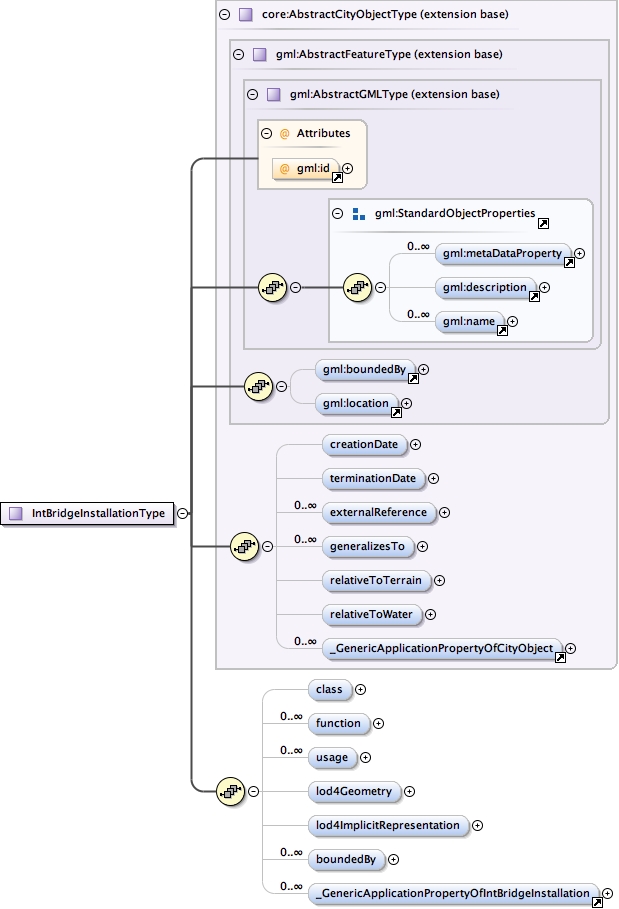 core:AbstractCityObjectType (extension base)
gml:AbstractFeatureType (extension base)
gml:AbstractGMLType (extension base)
@ Attributes
@ gml:id
gml:StandardObjectProperties
0..∞
gml:metaDataProperty
gml:description
0..∞
gml:name
gml:boundedBy
gml:location
creationDate
terminationDate
0..∞
externalReference
IntBridgeInstallationType
0..∞
generalizesTo
relativeToTerrain
relativeToWater
0..∞
_GenericApplicationPropertyOfCityObject
class
0..∞
function
0..∞
usage
lod4Geometry
lod4ImplicitRepresentation
0..∞
boundedBy
0..∞
_GenericApplicationPropertyOfIntBridgeInstallation